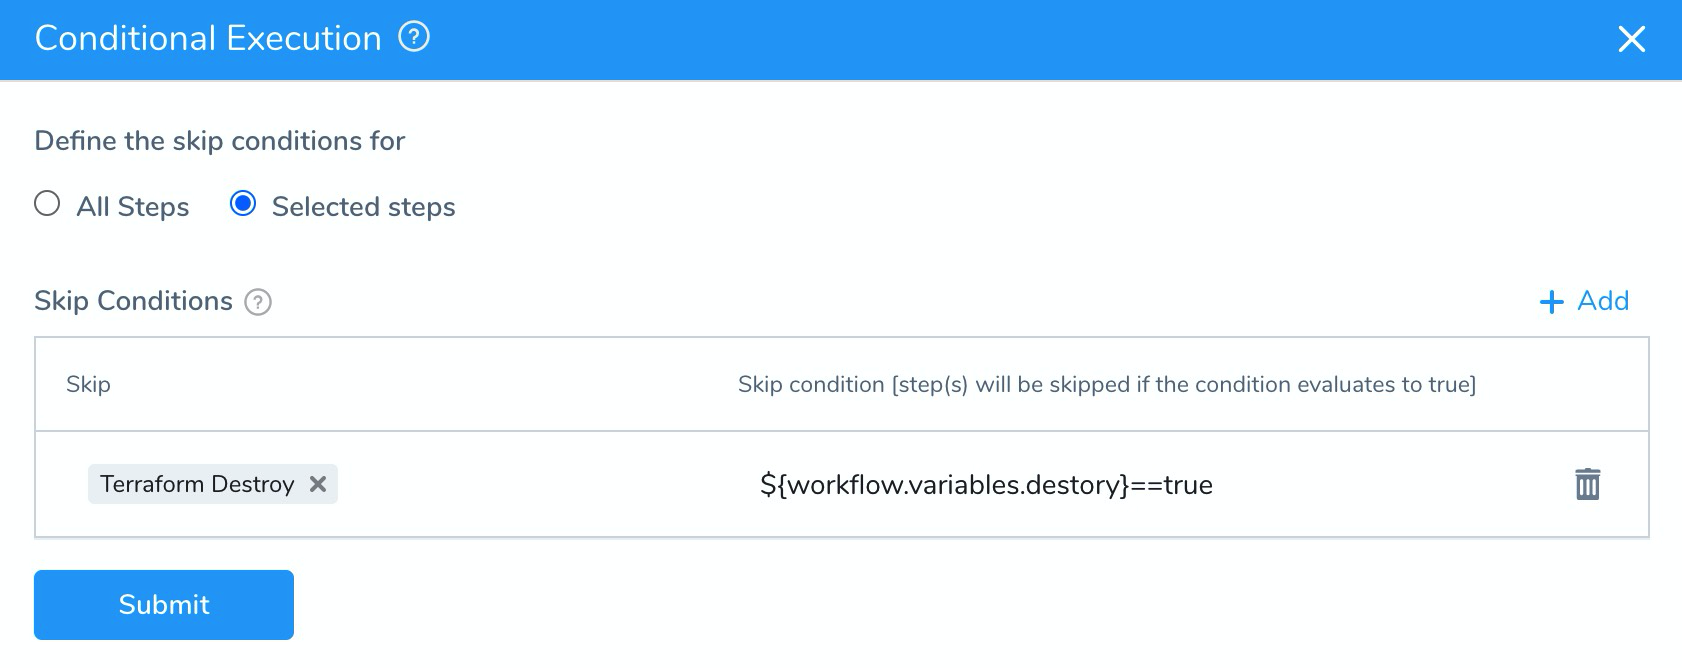 Conditional Execution ?
Define the skip conditions for
All Steps Selected steps
Skip Conditions ? + Add
Skip Skip condition [step(s) will be skipped if the condition evaluates to true]
Terraform Destroy ${workflow.variables.destory}==true
Submit